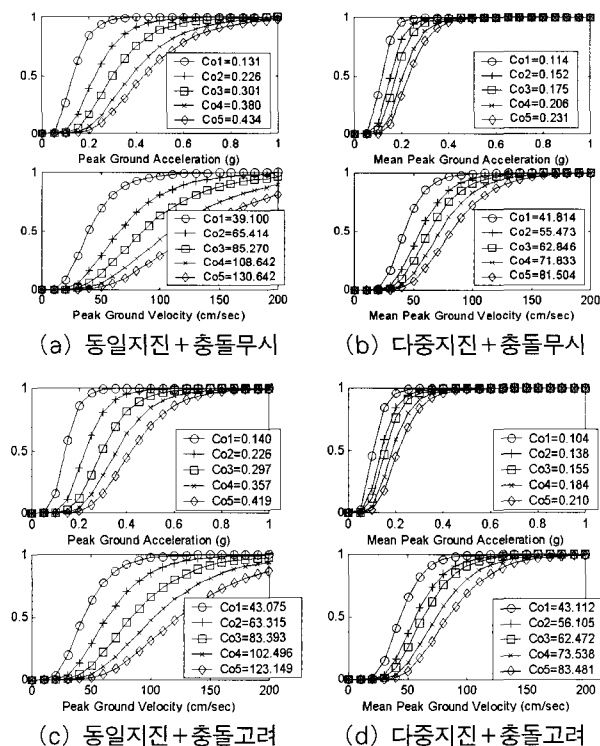 1
0.5
0
0
0.2
0.4
0.6
0.8
1
Co1=0.131
Co2=0.226
Co3=0.301
Co4=0.380
Co5=0.434
Peak Ground Acceleration (g)
1
0.5
0
0
50
100
150
200
Co1=39.100
Co2=65.414
Co3=85.270
Co4=108.642
Co5=130.642
Peak Ground Velocity (cm/sec)
(a) 동일지진+충돌무시
1
0.5
0
0
0.2
0.4
0.6
0.8
1
Co1=0.114
Co2=0.152
Co3=0.175
Co4=0.206
Co5=0.231
Mean Peak Ground Acceleration (g)
1
0.5
0
0
50
100
150
200
Co1=41.814
Co2=55.473
Co3=62.846
Co4=71.833
Co5=81.504
Mean Peak Ground Velocity (cm/sec)
(b) 다중지진+충돌무시
1
0.5
0
0
0.2
0.4
0.6
0.8
1
Co1=0.140
Co2=0.226
Co3=0.297
Co4=0.357
Co5=0.419
Peak Ground Acceleration (g)
1
0.5
0
0
50
100
150
200
Co1=43.075
Co2=63.315
Co3=83.393
Co4=102.496
Co5=123.149
Peak Ground Velocity (cm/sec)
(c) 동일지진+충돌고려
1
0.5
0
0
0.2
0.4
0.6
0.8
1
Co1=0.104
Co2=0.138
Co3=0.155
Co4=0.184
Co5=0.210
Mean Peak Ground Acceleration (g)
1
0.5
0
0
50
100
150
200
Co1=43.112
Co2=56.105
Co3=62.472
Co4=73.538
Co5=83.481
Mean Peak Ground Velocity (cm/sec)
(d) 다중지진+충돌고려